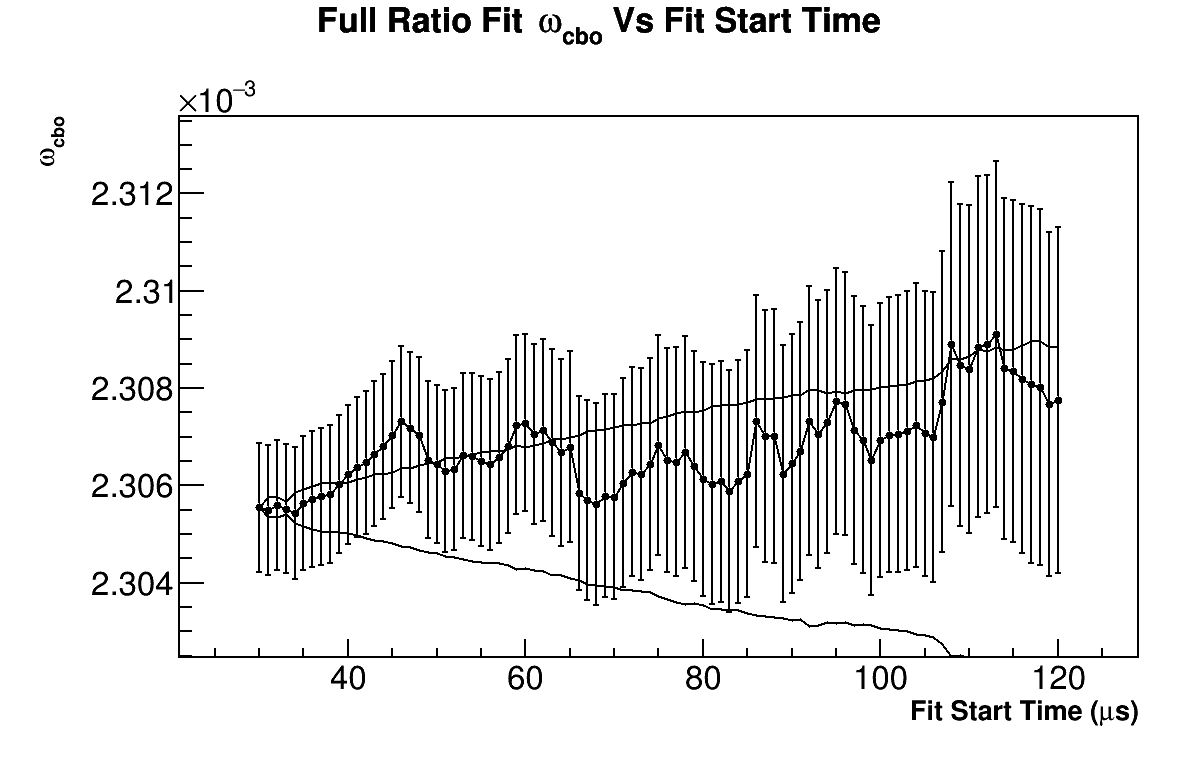 Full Ratio Fit ω_cbo Vs Fit Start Time
×10⁻³
ω_cbo
2.312
2.31
2.308
2.306
2.304
40 60 80 100 120
Fit Start Time (μs)